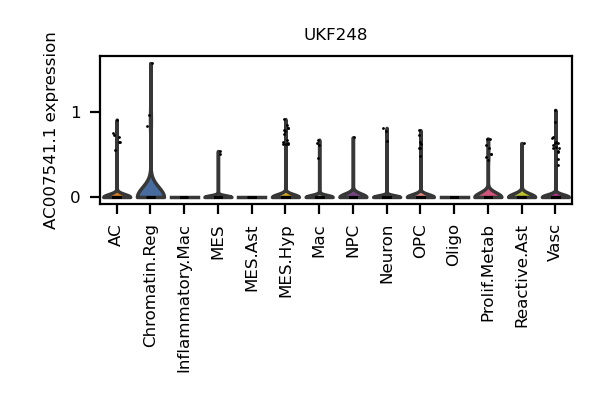 UKF248
AC007541.1 expression
1
0
AC
Chromatin.Reg
Inflammatory.Mac
MES
MES.Ast
MES.Hyp
Mac
NPC
Neuron
OPC
Oligo
Prolif.Metab
Reactive.Ast
Vasc